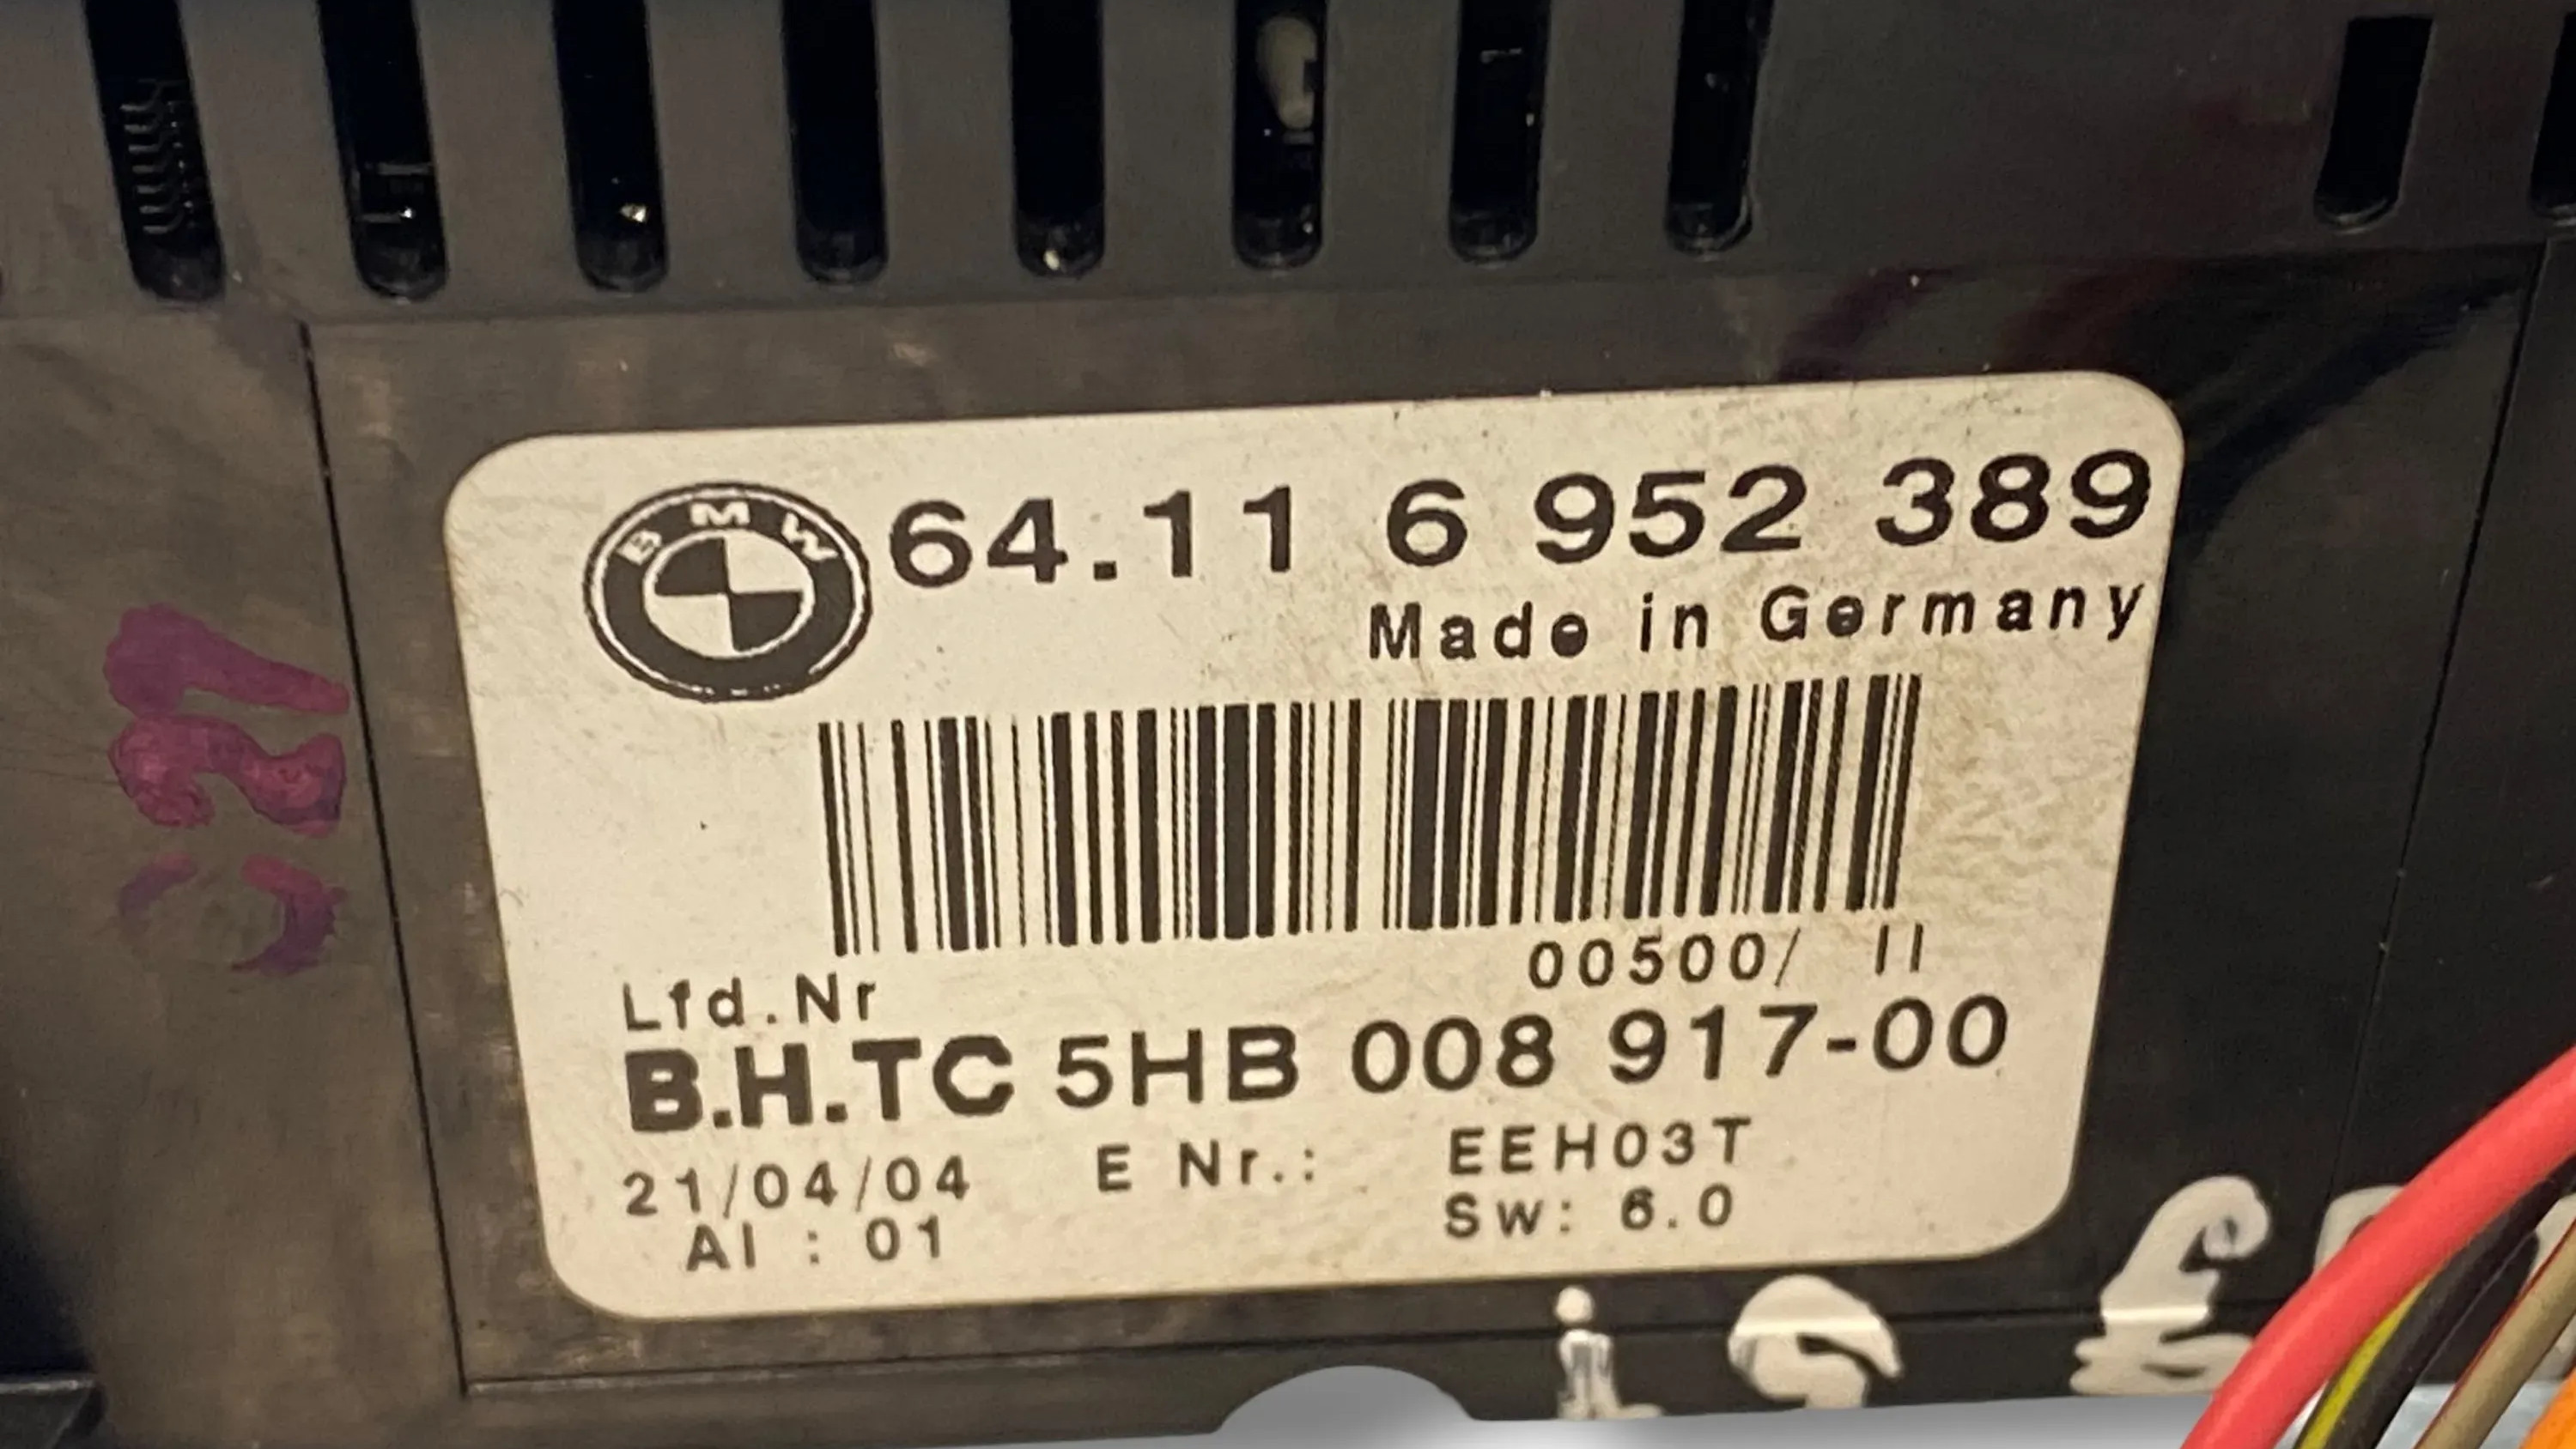 BMW
64.11 6 952 389
Made in Germany
00500/ 11
Lfd.Nr
B.H.TC 5HB 008 917-00
21/04/04 E Nr.: EEH03T
AI : 01 Sw: 6.0